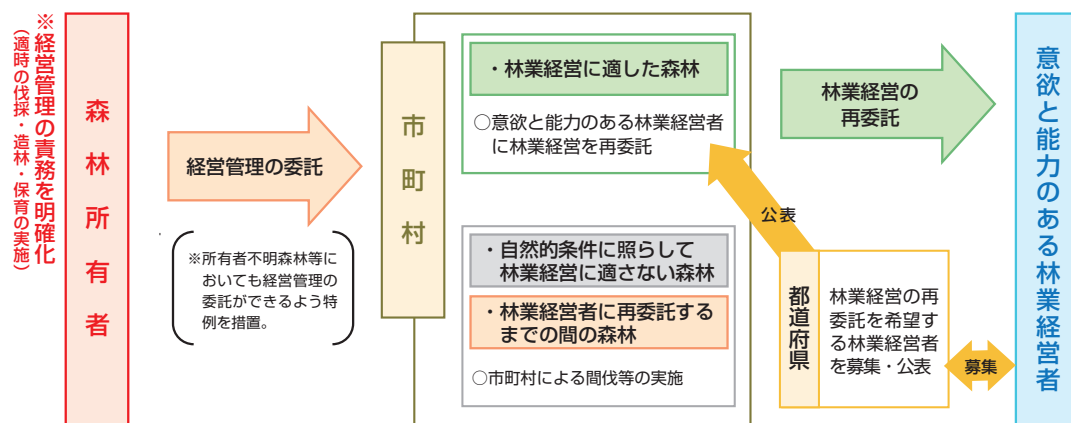 ※経営管理の責務を明確化
（適時の伐採・造林・保育の実施）
森林所有者
経営管理の委託
※所有者不明森林等に
おいても経営管理の
委託ができるよう特
例を措置。
市町村
・林業経営に適した森林
○意欲と能力のある林業経営者
に林業経営を再委託
・自然的条件に照らして
林業経営に適さない森林
・林業経営者に再委託する
までの間の森林
○市町村による間伐等の実施
林業経営の
再委託
公表
都道府県
林業経営の再
委託を希望す
る林業経営者
を募集・公表
募集
意欲と能力のある林業経営者